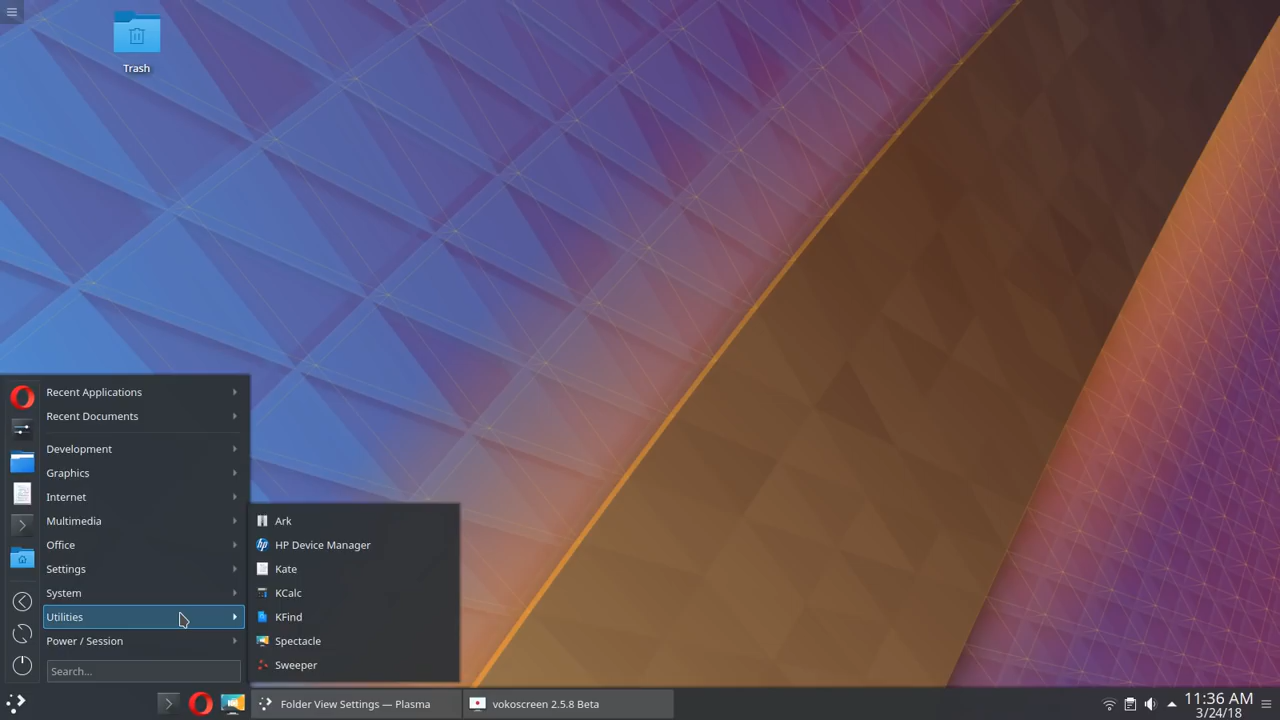 Trash
Recent Applications
Recent Documents
Development
Graphics
Internet
Multimedia
Office
Settings
System
Utilities
Power / Session
Search...
Ark
HP Device Manager
Kate
KCalc
KFind
Spectacle
Sweeper
Folder View Settings — Plasma
vokoscreen 2.5.8 Beta
11:36 AM
3/24/18